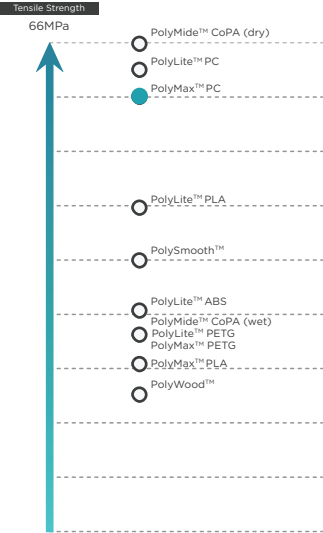 Tensile Strength
66MPa
PolyMide™ CoPA (dry)
PolyLite™ PC
PolyMax™ PC
PolyLite™ PLA
PolySmooth™
PolyLite™ ABS
PolyMide™ CoPA (wet)
PolyLite™ PETG
PolyMax™ PETG
PolyMax™ PLA
PolyWood™